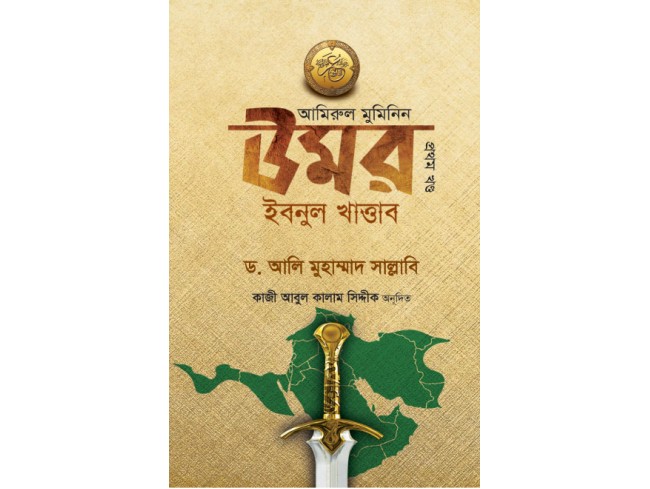 আমিরুল মুমিনিন
উমর
প্রথম খণ্ড
ইবনুল খাত্তাব
ড. আলি মুহাম্মাদ সাল্লাবি
কাজী আবুল কালাম সিদ্দীক অনূদিত